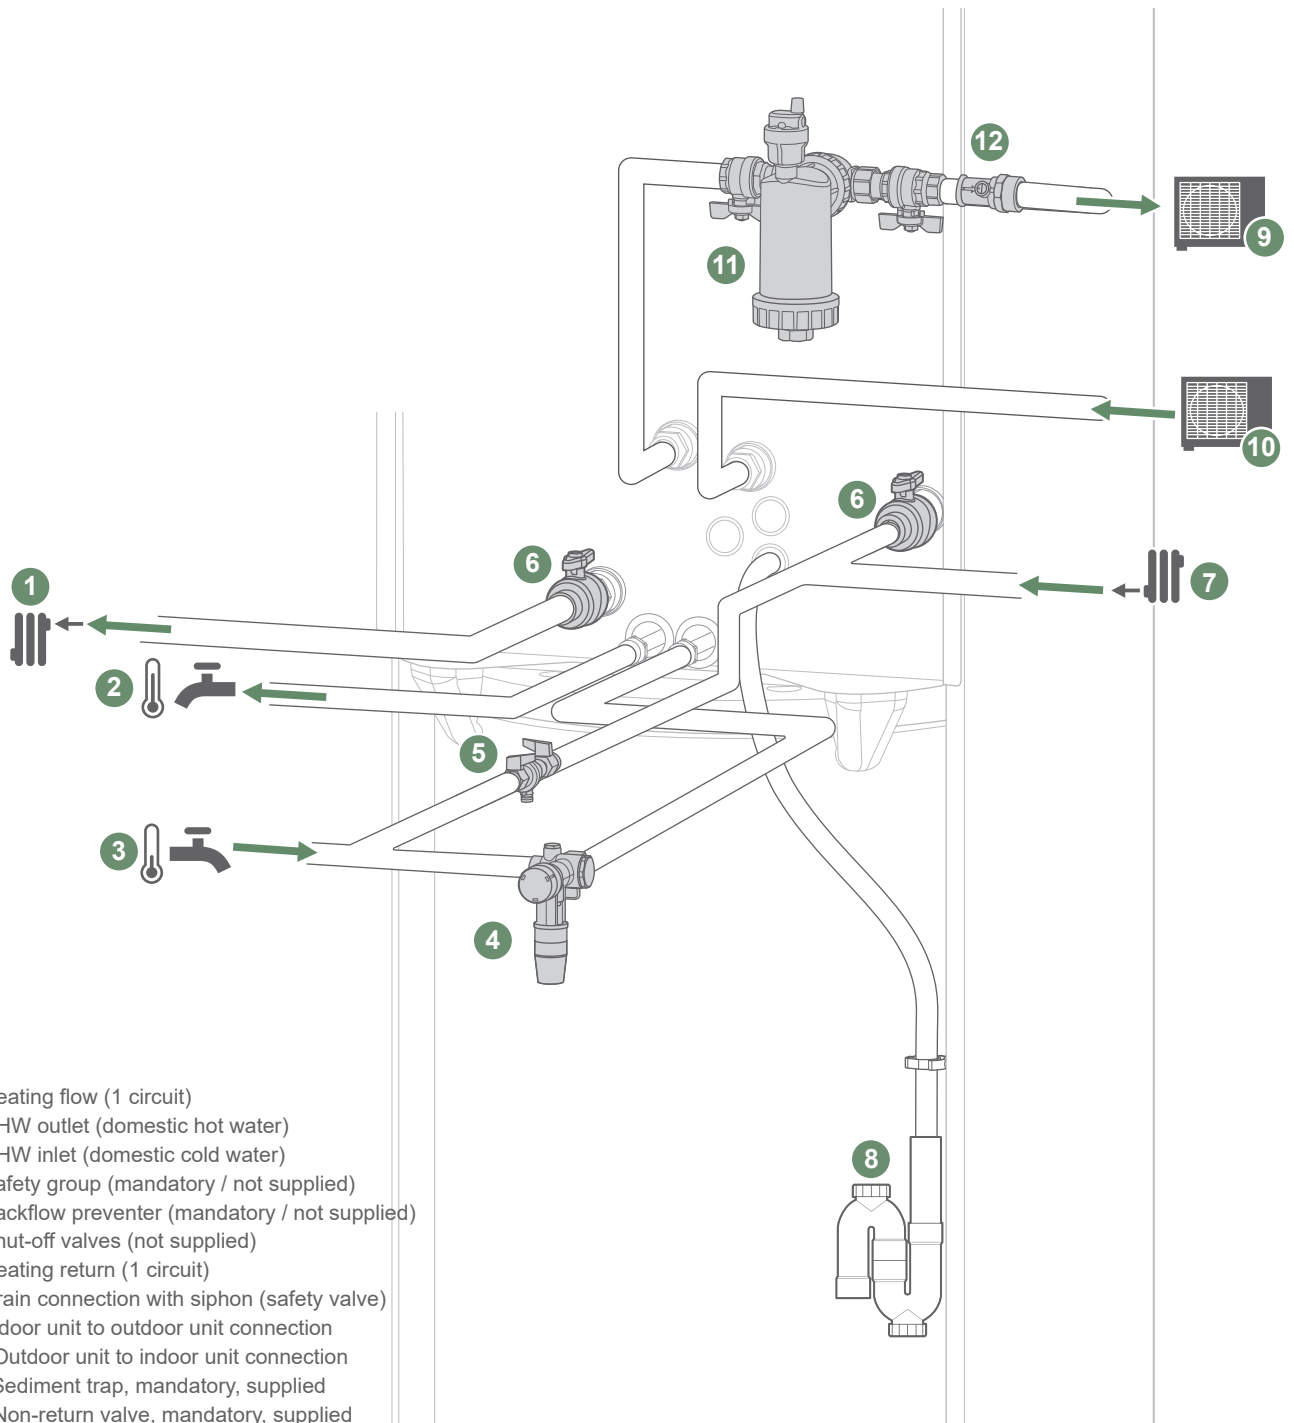 12
9
11
10
6
6
1
7
2
5
3
4
8
eating flow (1 circuit)
HW outlet (domestic hot water)
HW inlet (domestic cold water)
afety group (mandatory / not supplied)
ackflow preventer (mandatory / not supplied)
hut-off valves (not supplied)
eating return (1 circuit)
rain connection with siphon (safety valve)
door unit to outdoor unit connection
Outdoor unit to indoor unit connection
Sediment trap, mandatory, supplied
Non-return valve, mandatory, supplied